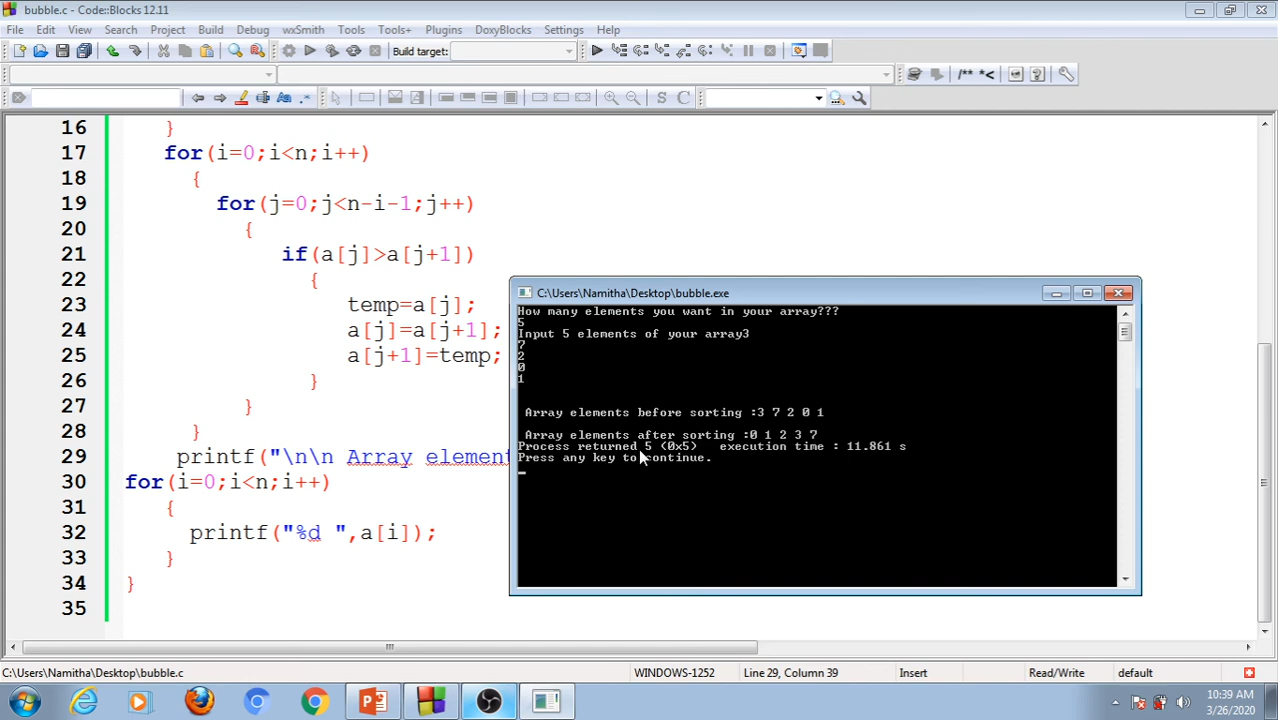 bubble.c - Code::Blocks 12.11
File Edit View Search Project Build Debug wxSmith Tools Tools+ Plugins DoxyBlocks Settings Help
Build target:
/** *<
Aa .*
S C
16 }
17 for(i=0;i<n;i++)
18 {
19 for(j=0;j<n-i-1;j++)
20 {
21 if(a[j]>a[j+1])
22 {
23 temp=a[j];
24 a[j]=a[j+1];
25 a[j+1]=temp;
26 }
27 }
28 }
29 printf("\n\n Array element
30 for(i=0;i<n;i++)
31 {
32 printf("%d ",a[i]);
33 }
34 }
35
C:\Users\Namitha\Desktop\bubble.exe
How many elements you want in your array???
5
Input 5 elements of your array3
7
2
0
1
Array elements before sorting :3 7 2 0 1
Array elements after sorting :0 1 2 3 7
Process returned 5 (0x5) execution time : 11.861 s
Press any key to continue.
C:\Users\Namitha\Desktop\bubble.c WINDOWS-1252 Line 29, Column 39 Insert Read/Write default
10:39 AM
3/26/2020